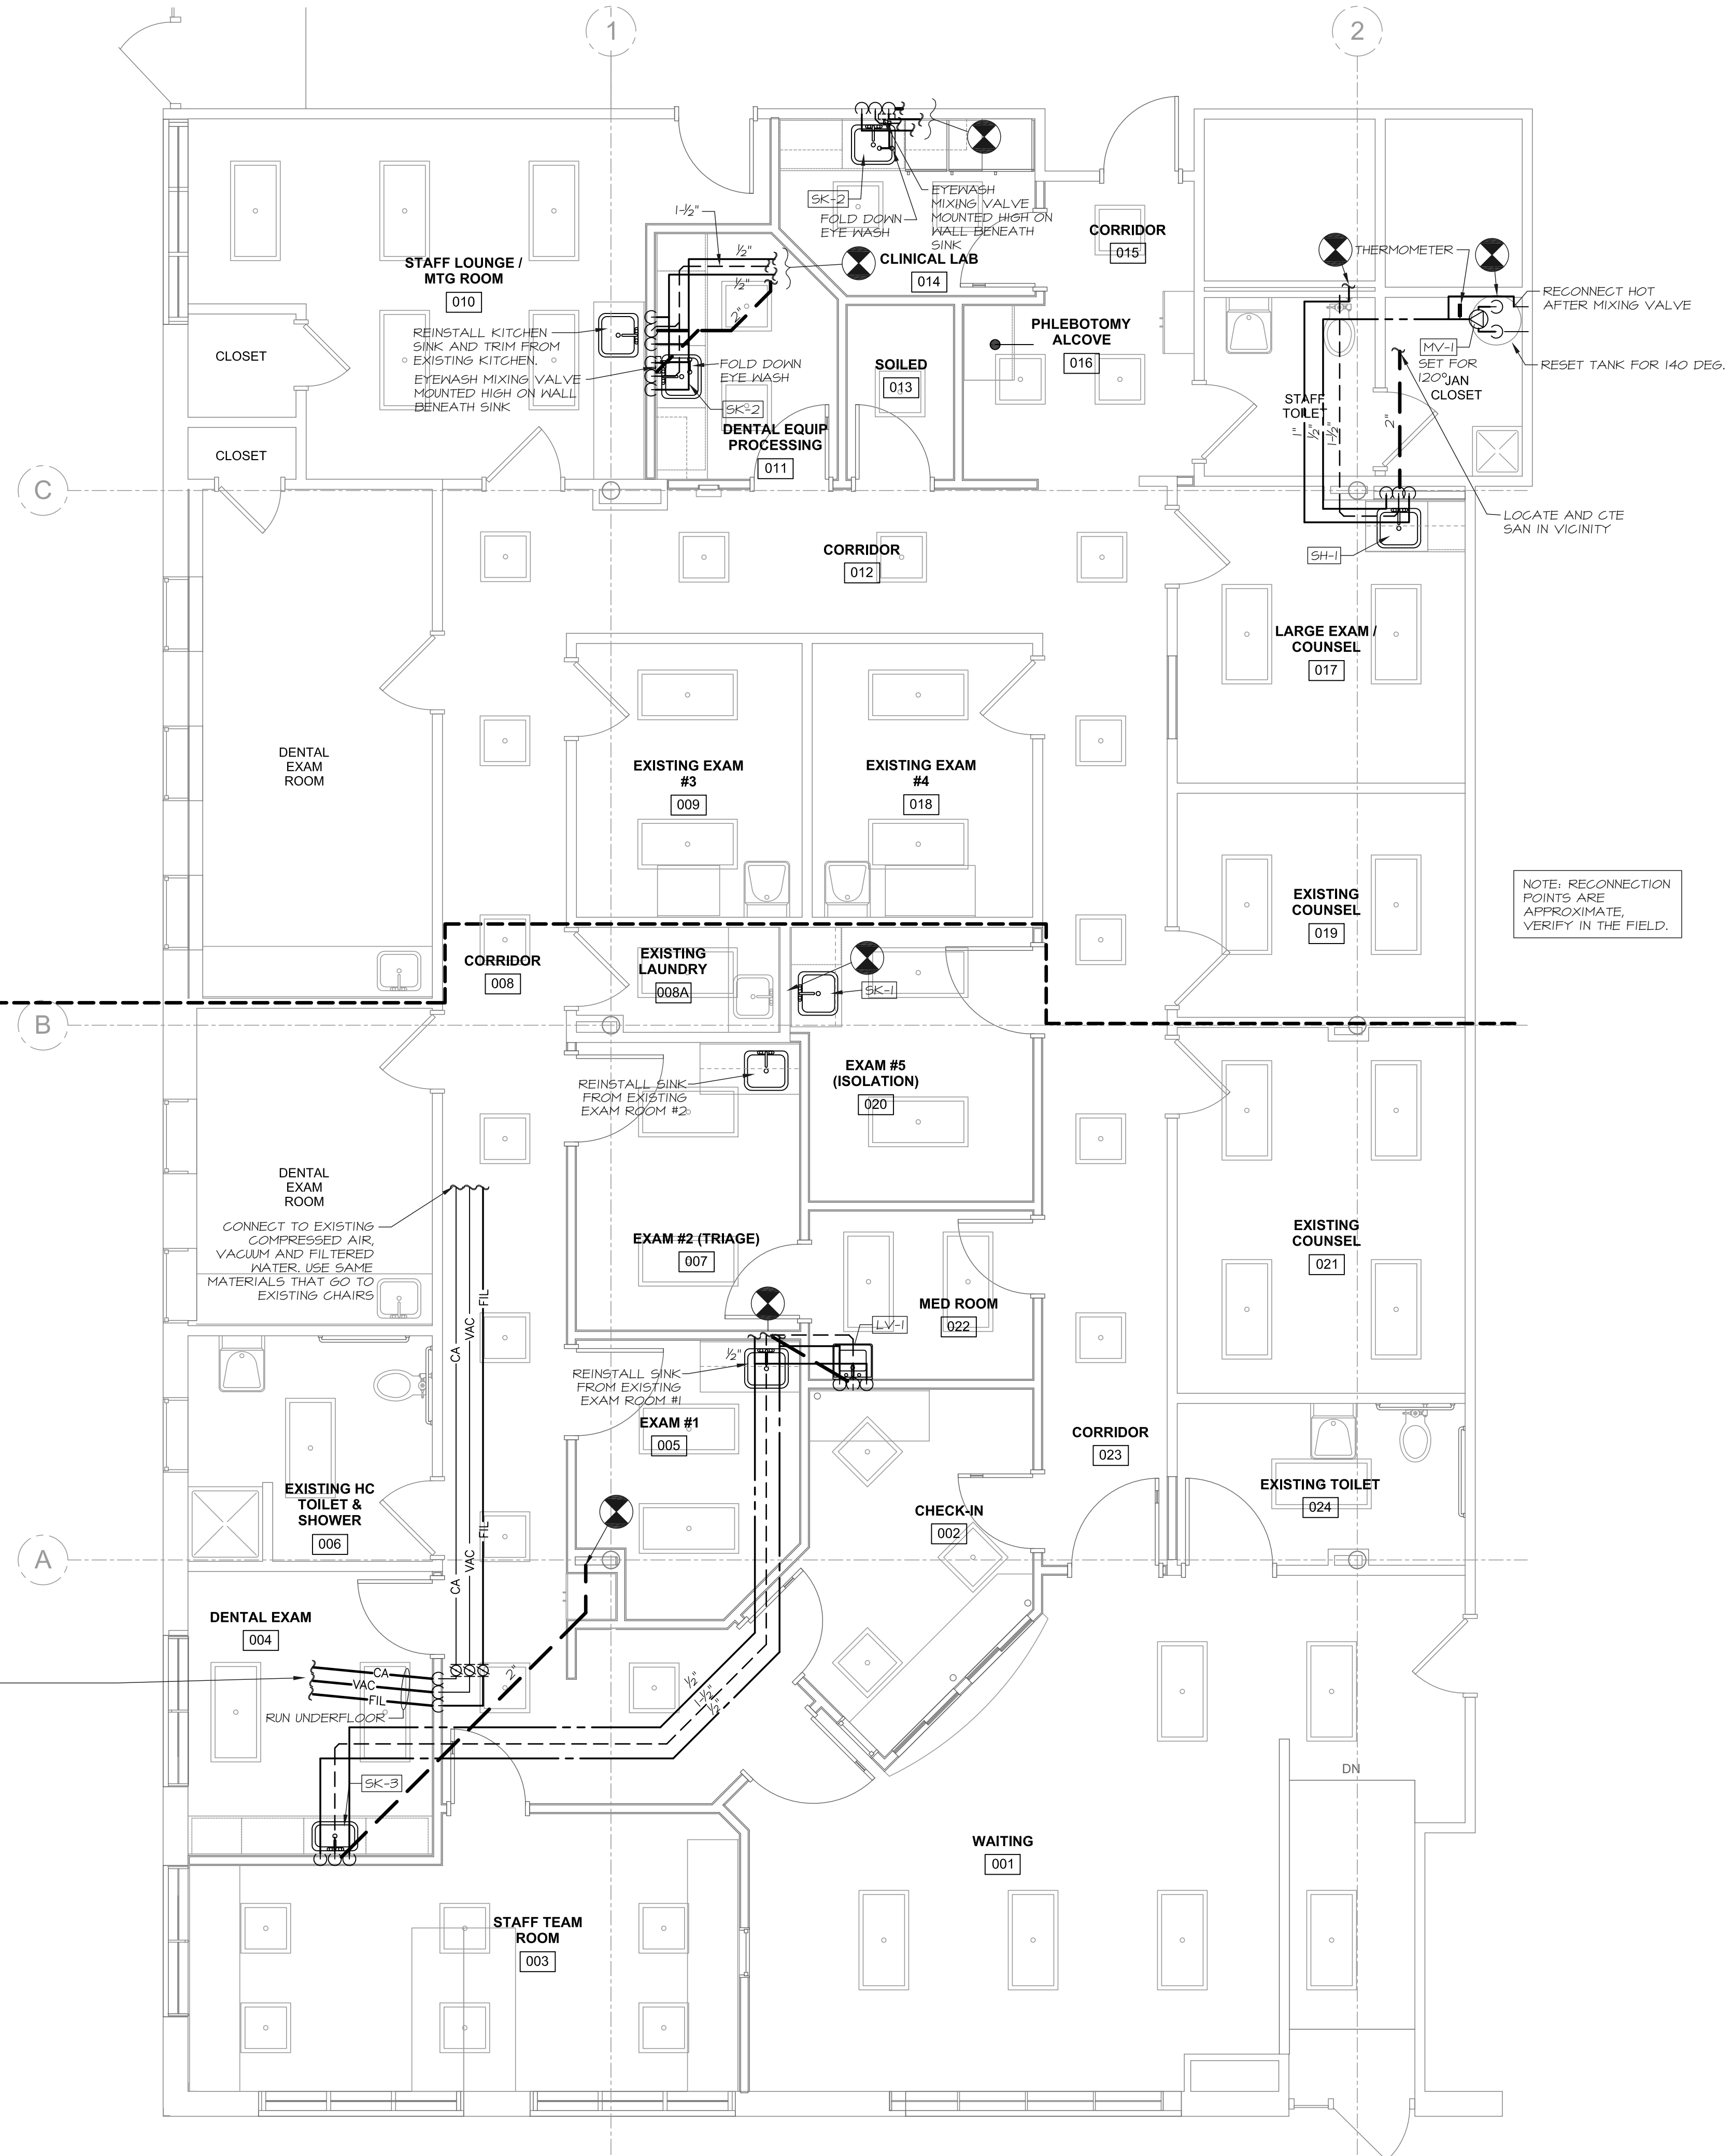 1
2
C
B
A
STAFF LOUNGE /
MTG ROOM
010
CLOSET
CLOSET
REINSTALL KITCHEN
SINK AND TRIM FROM
EXISTING KITCHEN.
EYEWASH MIXING VALVE
MOUNTED HIGH ON WALL
BENEATH SINK
1-½"
½"
½"
2"
SK-2
FOLD DOWN
EYE WASH
EYEWASH
MIXING VALVE
MOUNTED HIGH ON
WALL BENEATH
SINK
CLINICAL LAB
014
FOLD DOWN
EYE WASH
SK-2
DENTAL EQUIP
PROCESSING
011
SOILED
013
CORRIDOR
015
PHLEBOTOMY
ALCOVE
016
THERMOMETER
RECONNECT HOT
AFTER MIXING VALVE
MV-1
SET FOR
120°
RESET TANK FOR 140 DEG.
JAN
CLOSET
STAFF
TOILET
1"
½"
1-½"
2"
LOCATE AND CTE
SAN IN VICINITY
SH-1
CORRIDOR
012
LARGE EXAM /
COUNSEL
017
DENTAL
EXAM
ROOM
EXISTING EXAM
#3
009
EXISTING EXAM
#4
018
EXISTING
COUNSEL
019
NOTE: RECONNECTION
POINTS ARE
APPROXIMATE,
VERIFY IN THE FIELD.
CORRIDOR
008
EXISTING
LAUNDRY
008A
SK-1
REINSTALL SINK
FROM EXISTING
EXAM ROOM #2
EXAM #5
(ISOLATION)
020
DENTAL
EXAM
ROOM
CONNECT TO EXISTING
COMPRESSED AIR,
VACUUM AND FILTERED
WATER. USE SAME
MATERIALS THAT GO TO
EXISTING CHAIRS
EXAM #2 (TRIAGE)
007
EXISTING
COUNSEL
021
MED ROOM
022
LV-1
CA
VAC
FIL
½"
REINSTALL SINK
FROM EXISTING
EXAM ROOM #1
EXAM #1
005
CORRIDOR
023
EXISTING HC
TOILET &
SHOWER
006
CHECK-IN
002
EXISTING TOILET
024
CA
VAC
FIL
DENTAL EXAM
004
CA
VAC
FIL
RUN UNDERFLOOR
2"
½"
1-½"
½"
SK-3
DN
WAITING
001
STAFF TEAM
ROOM
003